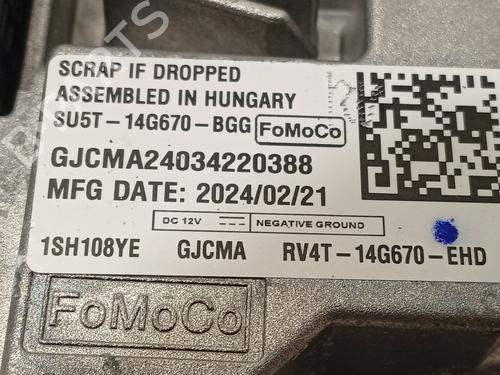 SCRAP IF DROPPED
ASSEMBLED IN HUNGARY
SU5T-14G670-BGG FoMoCo
GJCMA24034220388
MFG DATE: 2024/02/21
DC 12V NEGATIVE GROUND
1SH108YE GJCMA RV4T-14G670-EHD
FoMoCo